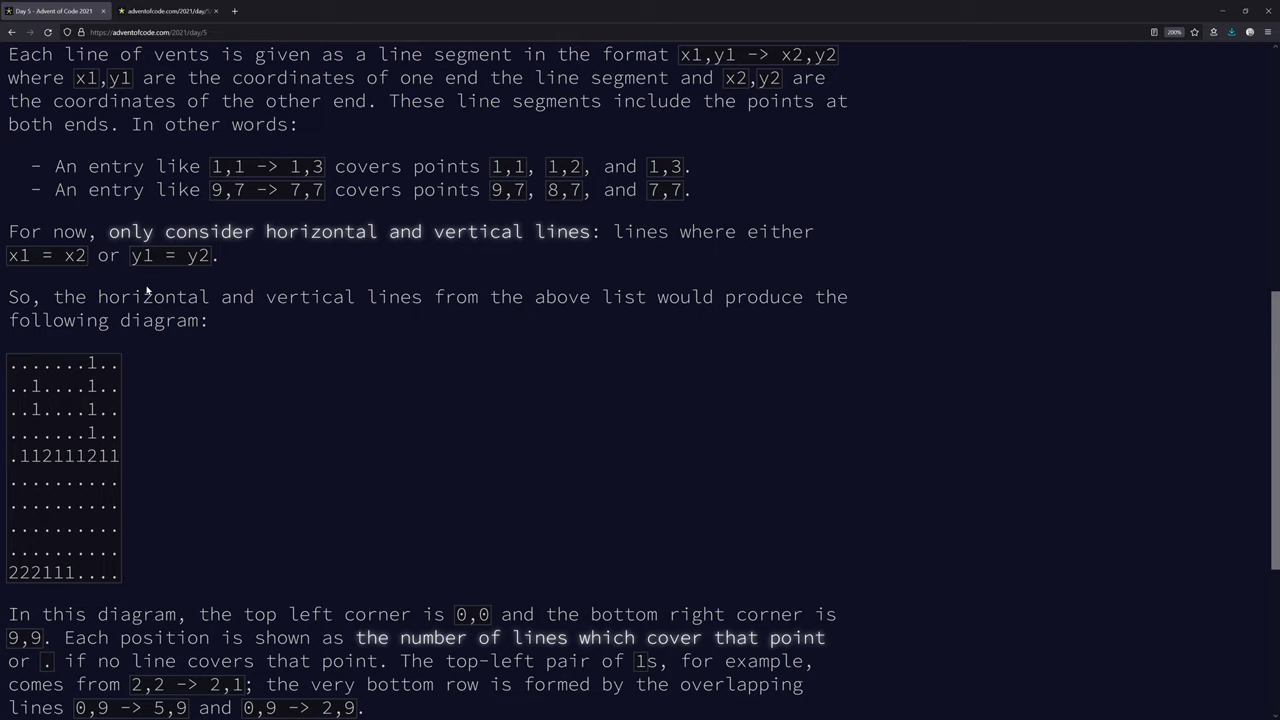 Day 5 - Advent of Code 2021
adventofcode.com/2021/day/5
https://adventofcode.com/2021/day/5
200%
Each line of vents is given as a line segment in the format x1,y1 -> x2,y2
where x1,y1 are the coordinates of one end the line segment and x2,y2 are
the coordinates of the other end. These line segments include the points at
both ends. In other words:
- An entry like 1,1 -> 1,3 covers points 1,1, 1,2, and 1,3.
- An entry like 9,7 -> 7,7 covers points 9,7, 8,7, and 7,7.
For now, only consider horizontal and vertical lines: lines where either
x1 = x2 or y1 = y2.
So, the horizontal and vertical lines from the above list would produce the
following diagram:
.......1..
..1....1..
..1....1..
.......1..
.112111211
..........
..........
..........
..........
222111....
In this diagram, the top left corner is 0,0 and the bottom right corner is
9,9. Each position is shown as the number of lines which cover that point
or . if no line covers that point. The top-left pair of 1s, for example,
comes from 2,2 -> 2,1; the very bottom row is formed by the overlapping
lines 0,9 -> 5,9 and 0,9 -> 2,9.